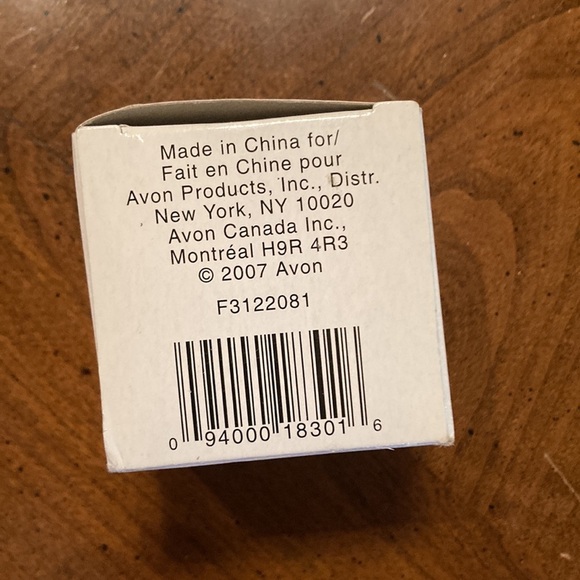 Made in China for/
Fait en Chine pour
Avon Products, Inc., Distr.
New York, NY 10020
Avon Canada Inc.,
Montréal H9R 4R3
© 2007 Avon
F3122081
0 94000 18301 6